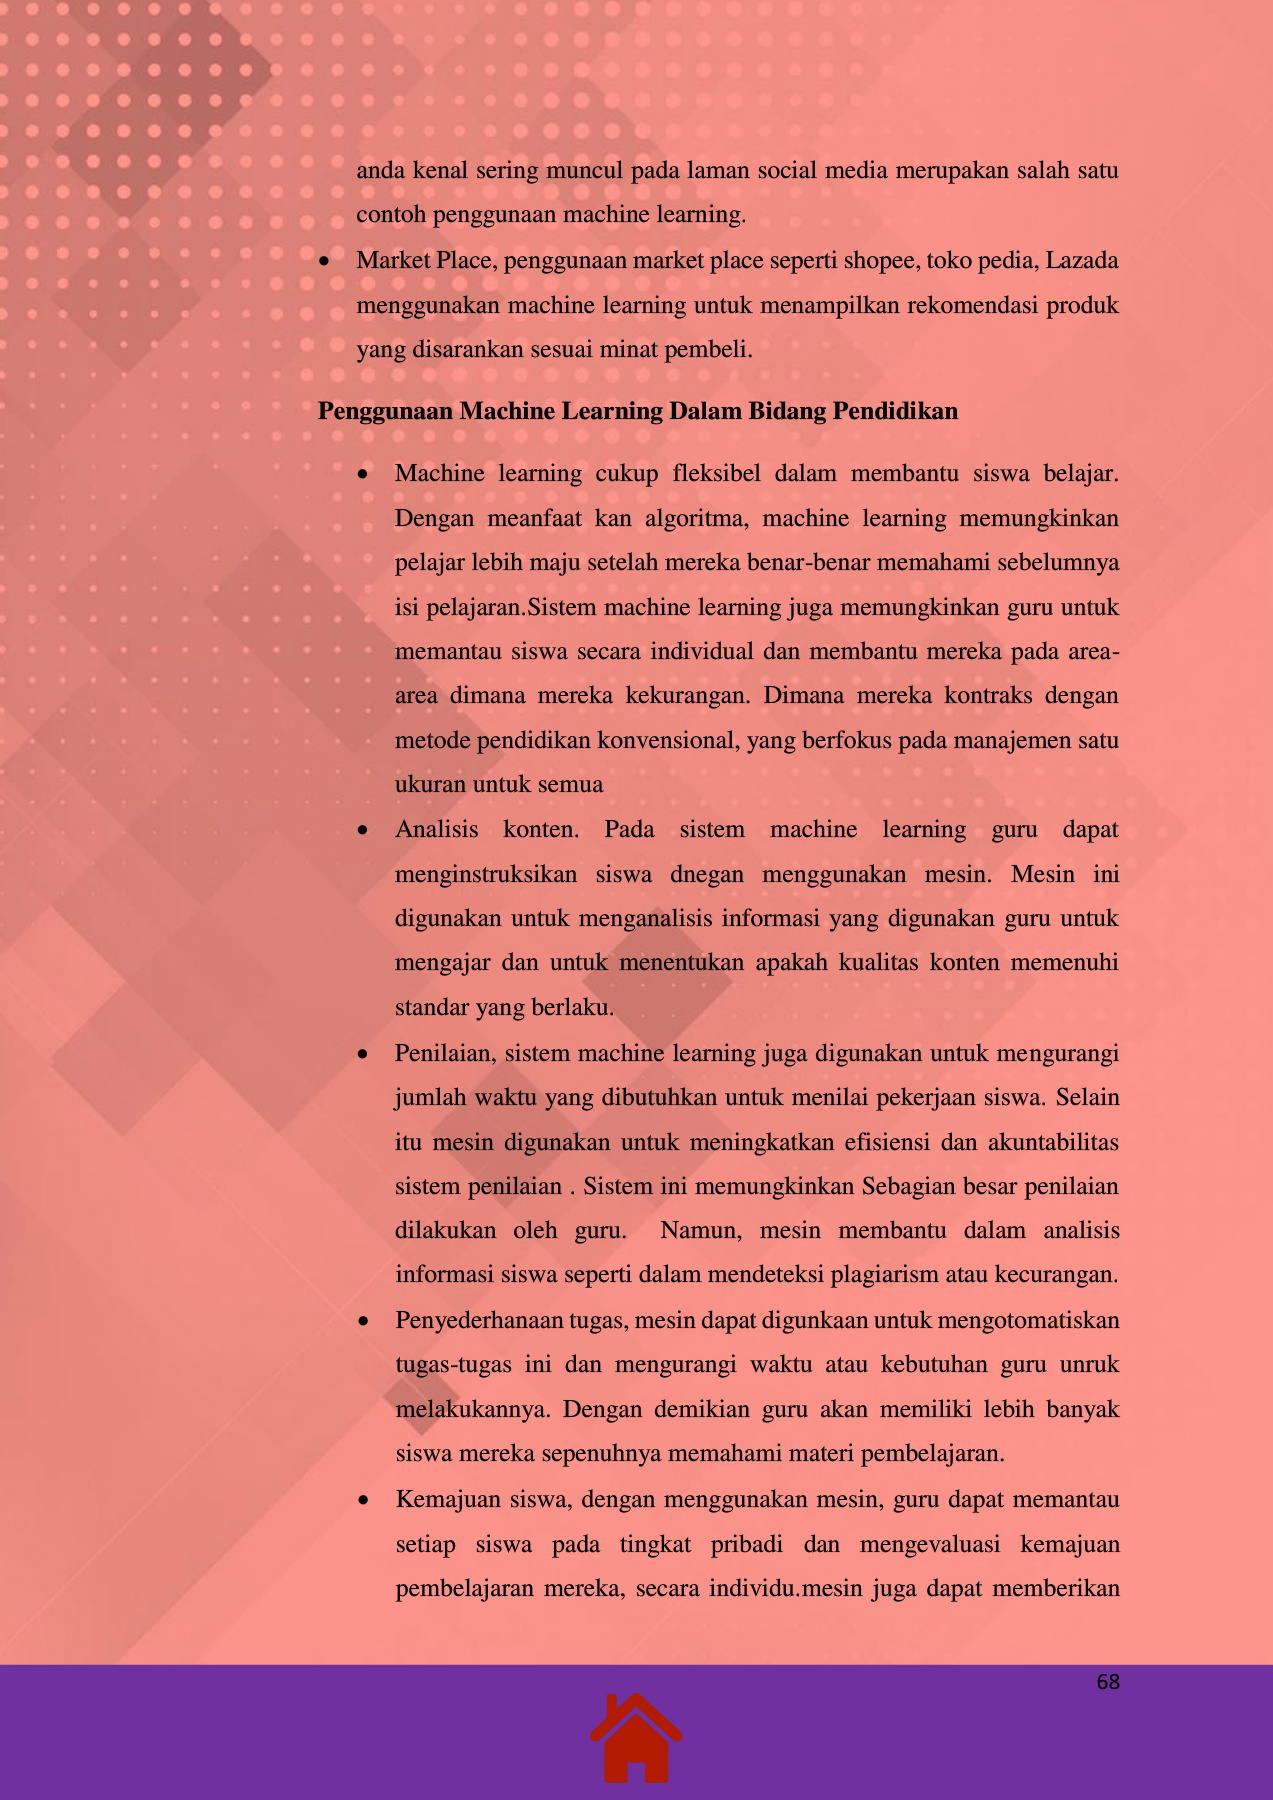 anda kenal sering muncul pada laman social media merupakan salah satu
contoh penggunaan machine learning.
• Market Place, penggunaan market place seperti shopee, toko pedia, Lazada
menggunakan machine learning untuk menampilkan rekomendasi produk
yang disarankan sesuai minat pembeli.
Penggunaan Machine Learning Dalam Bidang Pendidikan
• Machine learning cukup fleksibel dalam membantu siswa belajar.
Dengan meanfaat kan algoritma, machine learning memungkinkan
pelajar lebih maju setelah mereka benar-benar memahami sebelumnya
isi pelajaran.Sistem machine learning juga memungkinkan guru untuk
memantau siswa secara individual dan membantu mereka pada area-
area dimana mereka kekurangan. Dimana mereka kontraks dengan
metode pendidikan konvensional, yang berfokus pada manajemen satu
ukuran untuk semua
• Analisis konten. Pada sistem machine learning guru dapat
menginstruksikan siswa dnegan menggunakan mesin. Mesin ini
digunakan untuk menganalisis informasi yang digunakan guru untuk
mengajar dan untuk menentukan apakah kualitas konten memenuhi
standar yang berlaku.
• Penilaian, sistem machine learning juga digunakan untuk mengurangi
jumlah waktu yang dibutuhkan untuk menilai pekerjaan siswa. Selain
itu mesin digunakan untuk meningkatkan efisiensi dan akuntabilitas
sistem penilaian . Sistem ini memungkinkan Sebagian besar penilaian
dilakukan oleh guru. Namun, mesin membantu dalam analisis
informasi siswa seperti dalam mendeteksi plagiarism atau kecurangan.
• Penyederhanaan tugas, mesin dapat digunkaan untuk mengotomatiskan
tugas-tugas ini dan mengurangi waktu atau kebutuhan guru unruk
melakukannya. Dengan demikian guru akan memiliki lebih banyak
siswa mereka sepenuhnya memahami materi pembelajaran.
• Kemajuan siswa, dengan menggunakan mesin, guru dapat memantau
setiap siswa pada tingkat pribadi dan mengevaluasi kemajuan
pembelajaran mereka, secara individu.mesin juga dapat memberikan
68